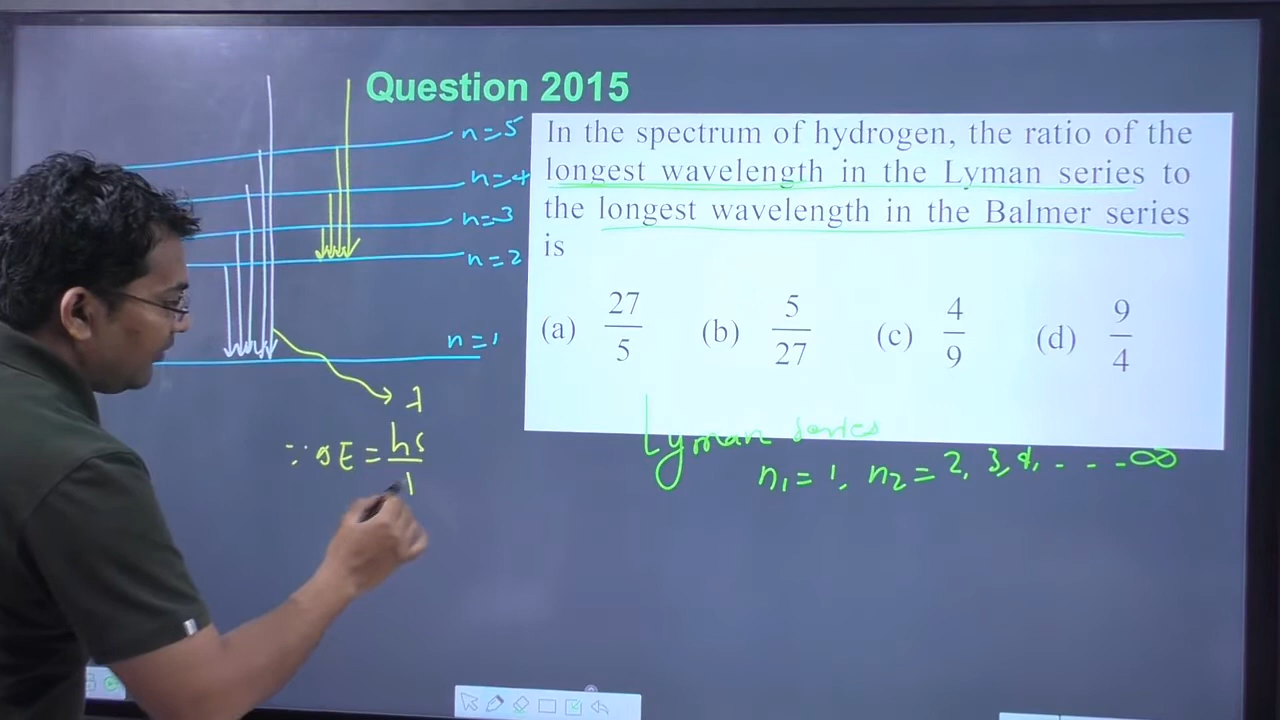 Question 2015
In the spectrum of hydrogen, the ratio of the
longest wavelength in the Lyman series to
the longest wavelength in the Balmer series
is
(a) 27/5 (b) 5/27 (c) 4/9 (d) 9/4
n=5
n=4
n=3
n=2
n=1
λ
Lyman series
n₁=1, n₂=2, 3, 4, - - - ∞